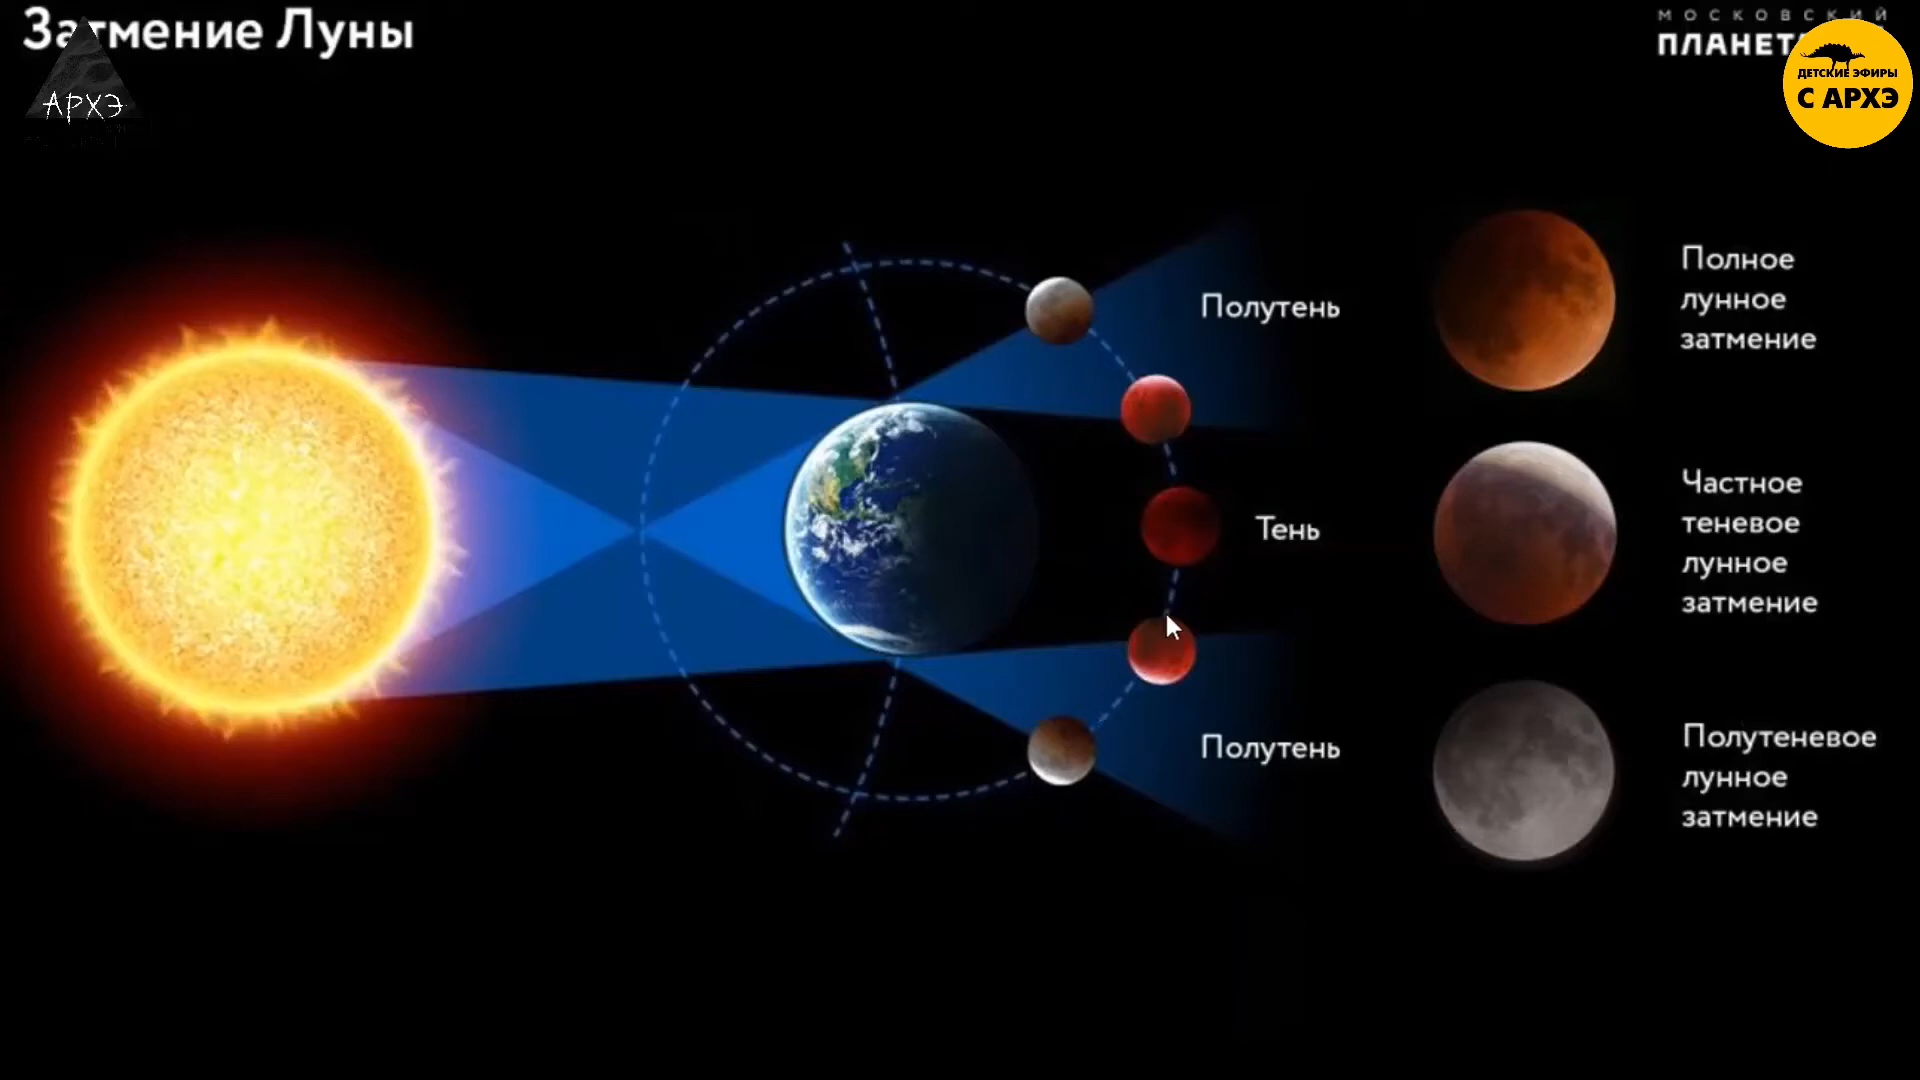 Затмение Луны
АРХЭ
МОСКОВСКИЙ
ДЕТСКИЕ ЭФИРЫ
С АРХЭ
Полутень
Тень
Полутень
Полное
лунное
затмение
Частное
теневое
лунное
затмение
Полутеневое
лунное
затмение